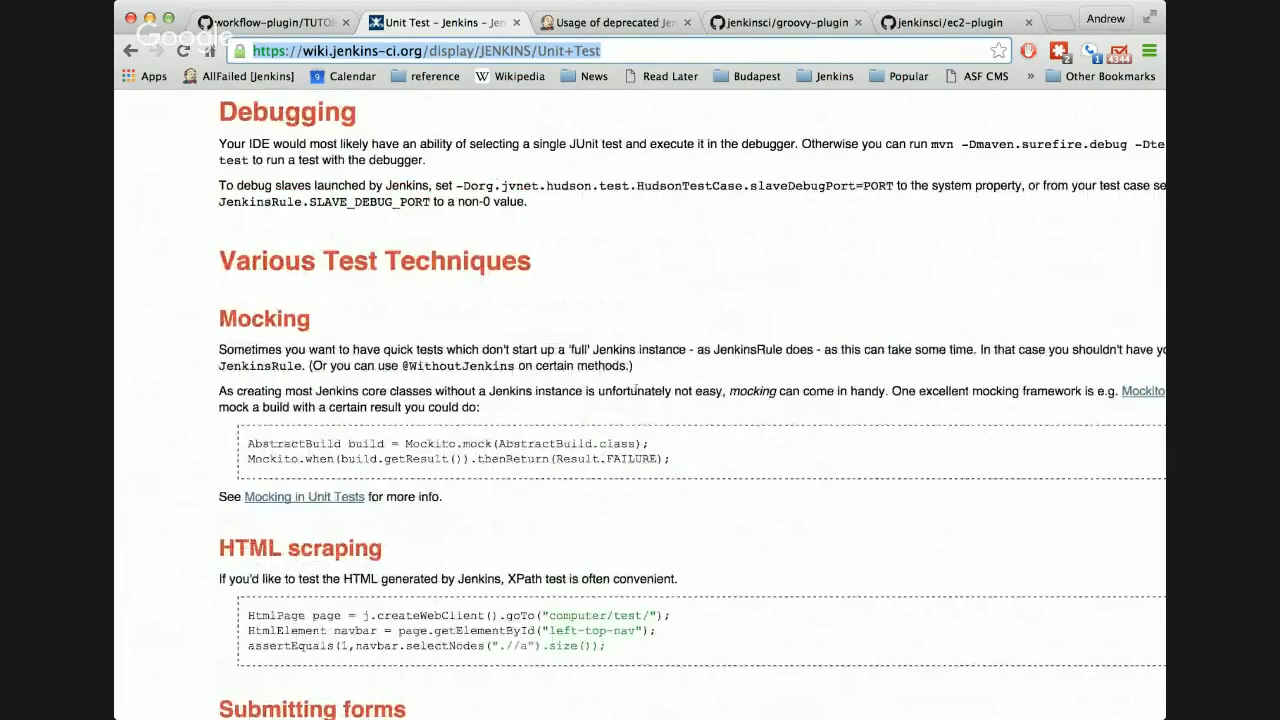 workflow-plugin/TUTO
Unit Test - Jenkins - Jen
Usage of deprecated Jen
jenkinsci/groovy-plugin
jenkinsci/ec2-plugin
Andrew
Google
https://wiki.jenkins-ci.org/display/JENKINS/Unit+Test
2
1
4344
Apps
AllFailed [Jenkins]
9
Calendar
reference
W
Wikipedia
News
Read Later
Budapest
Jenkins
Popular
ASF CMS
»
Other Bookmarks
Debugging
Your IDE would most likely have an ability of selecting a single JUnit test and execute it in the debugger. Otherwise you can run mvn -Dmaven.surefire.debug -Dte
test to run a test with the debugger.
To debug slaves launched by Jenkins, set -Dorg.jvnet.hudson.test.HudsonTestCase.slaveDebugPort=PORT to the system property, or from your test case se
JenkinsRule.SLAVE_DEBUG_PORT to a non-0 value.
Various Test Techniques
Mocking
Sometimes you want to have quick tests which don't start up a 'full' Jenkins instance - as JenkinsRule does - as this can take some time. In that case you shouldn't have yo
JenkinsRule. (Or you can use @WithoutJenkins on certain methods.)
As creating most Jenkins core classes without a Jenkins instance is unfortunately not easy, mocking can come in handy. One excellent mocking framework is e.g. Mockito
mock a build with a certain result you could do:
AbstractBuild build = Mockito.mock(AbstractBuild.class);
Mockito.when(build.getResult()).thenReturn(Result.FAILURE);
See Mocking in Unit Tests for more info.
HTML scraping
If you'd like to test the HTML generated by Jenkins, XPath test is often convenient.
HtmlPage page = j.createWebClient().goTo("computer/test/");
HtmlElement navbar = page.getElementById("left-top-nav");
assertEquals(1,navbar.selectNodes(".//a").size());
Submitting forms